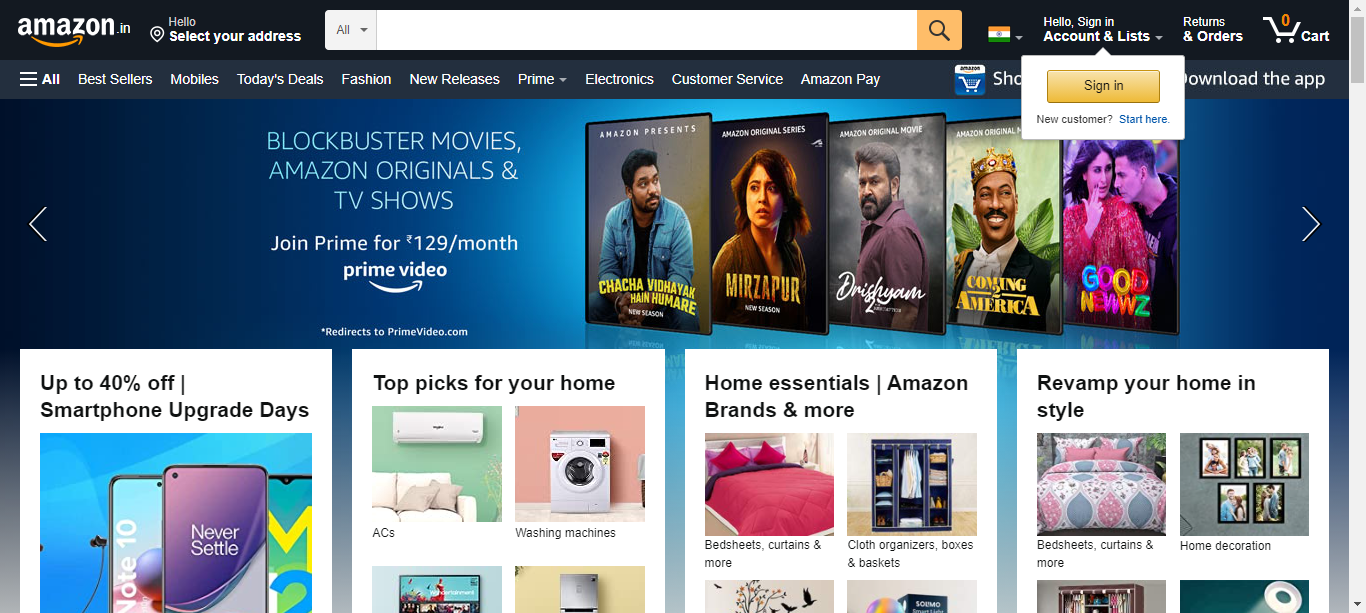 amazon.in
Hello
Select your address
All
Hello, Sign in
Account & Lists
Returns
& Orders
0
Cart
All
Best Sellers
Mobiles
Today's Deals
Fashion
New Releases
Prime
Electronics
Customer Service
Amazon Pay
amazon
Sho
Download the app
Sign in
New customer? Start here.
BLOCKBUSTER MOVIES,
AMAZON ORIGINALS &
TV SHOWS
Join Prime for ₹129/month
prime video
*Redirects to PrimeVideo.com
AMAZON PRESENTS
CHACHA VIDHAYAK
HAIN HUMARE
NEW SEASON
AMAZON ORIGINAL SERIES
MIRZAPUR
NEW SEASON
AMAZON ORIGINAL MOVIE
Drishyam
2
AMAZON ORIGINAL M
COMING
2
AMERICA
GOOD
NEWWZ
Up to 40% off |
Smartphone Upgrade Days
Note 10
Never
Settle
Top picks for your home
ACs
Washing machines
Home essentials | Amazon
Brands & more
Bedsheets, curtains &
more
Cloth organizers, boxes
& baskets
SOLIMO
Revamp your home in
style
Bedsheets, curtains &
more
Home decoration